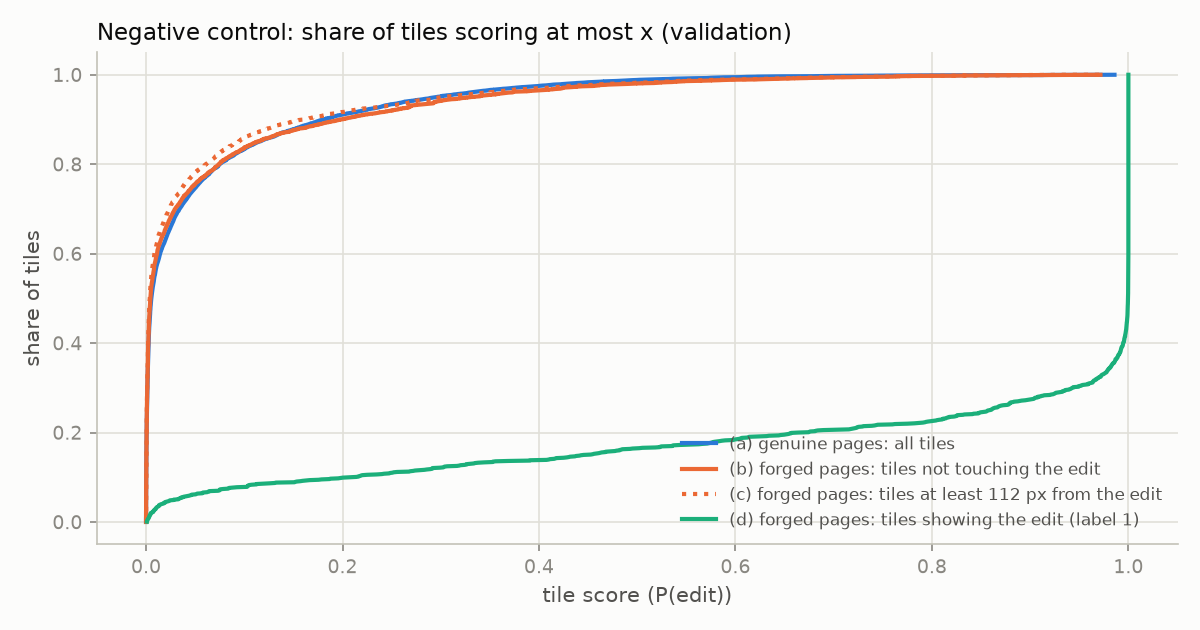 Negative control: share of tiles scoring at most x (validation)
share of tiles
1.0
0.8
0.6
0.4
0.2
0.0
(a) genuine pages: all tiles
(b) forged pages: tiles not touching the edit
(c) forged pages: tiles at least 112 px from the edit
(d) forged pages: tiles showing the edit (label 1)
0.0 0.2 0.4 0.6 0.8 1.0
tile score (P(edit))